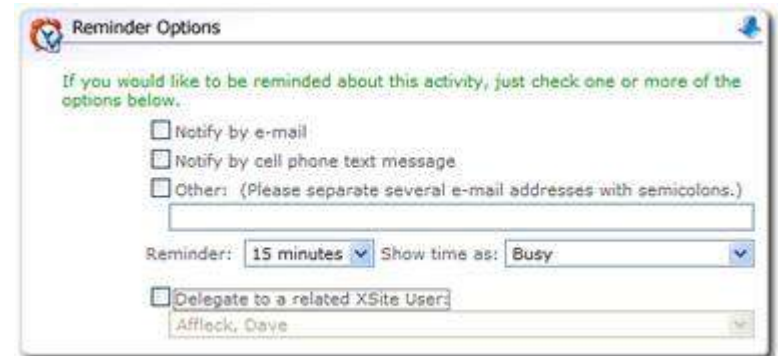 Reminder Options
If you would like to be reminded about this activity, just check one or more of the
options below.
Notify by e-mail
Notify by cell phone text message
Other: (Please separate several e-mail addresses with semicolons.)
Reminder: 15 minutes Show time as: Busy
Delegate to a related XSite User:
Affleck, Dave